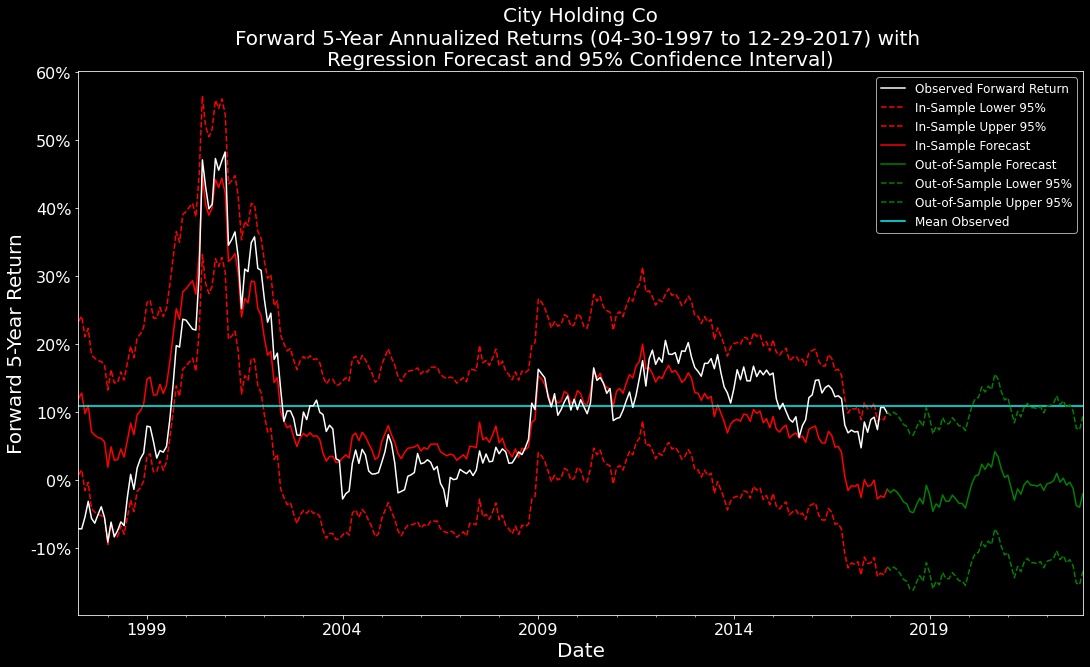 City Holding Co
Forward 5-Year Annualized Returns (04-30-1997 to 12-29-2017) with
Regression Forecast and 95% Confidence Interval)
Forward 5-Year Return
60%
50%
40%
30%
20%
10%
0%
-10%
Observed Forward Return
In-Sample Lower 95%
In-Sample Upper 95%
In-Sample Forecast
Out-of-Sample Forecast
Out-of-Sample Lower 95%
Out-of-Sample Upper 95%
Mean Observed
1999 2004 2009 2014 2019
Date